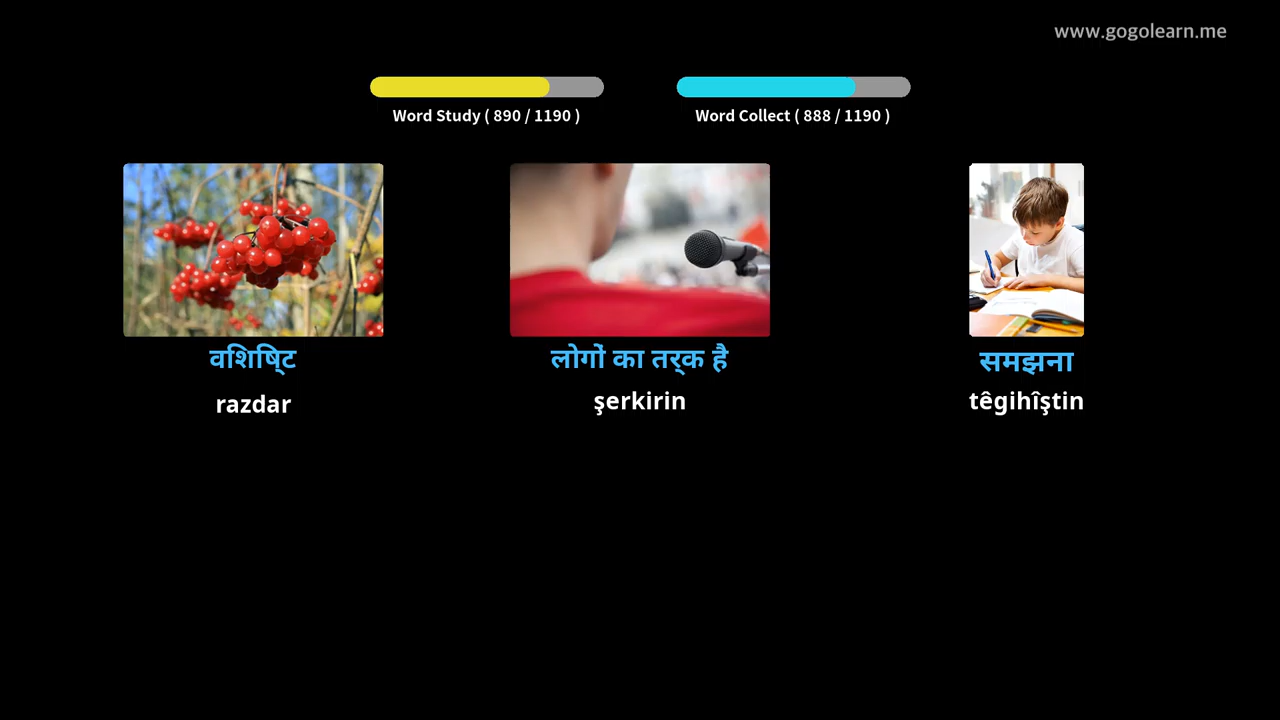 www.gogolearn.me
Word Study ( 890 / 1190 )
Word Collect ( 888 / 1190 )
वशिषि्ट
लोगों का तर्‌क है
समझना
razdar
şerkirin
têgihîştin